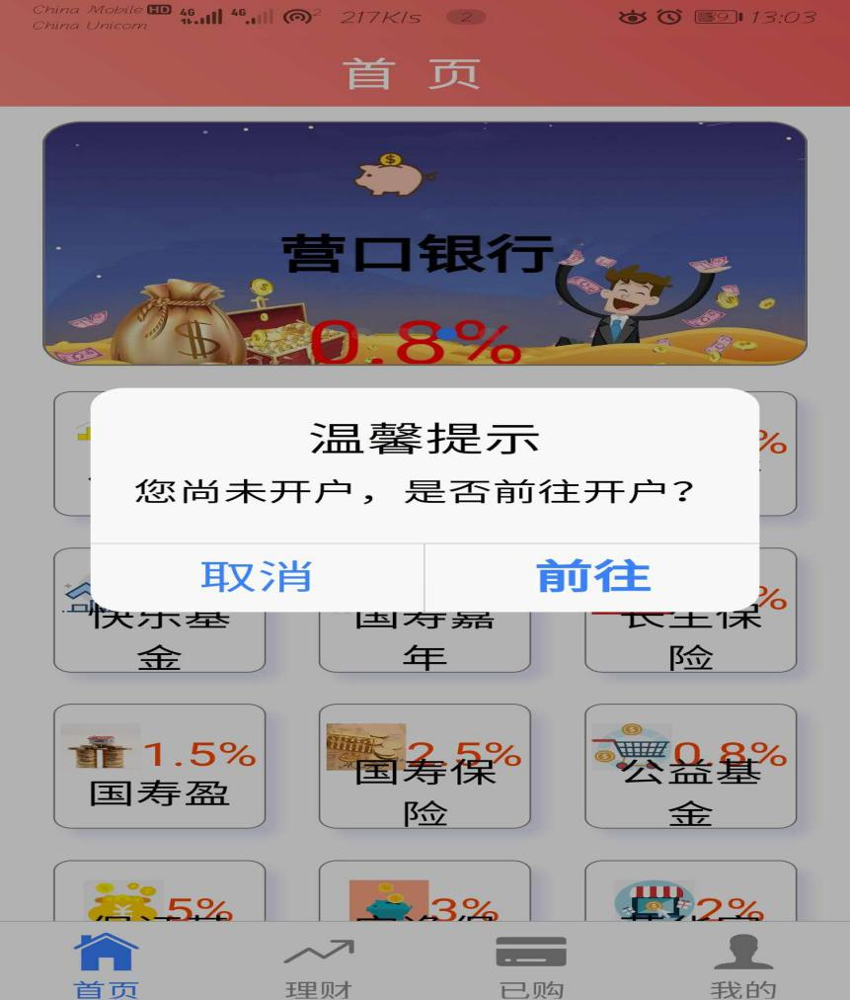 China Mobile HD 4G 4G 2 217K/s 2 39 13:03
China Unicom
首 页
营口银行
0.8%
温馨提示
您尚未开户，是否前往开户？
取消 前往
快乐基
金
国寿嘉
年
长生保
险
1.5%
国寿盈
2.5%
国寿保
险
0.8%
公益基
金
5%
3%
2%
首页 理财 已购 我的